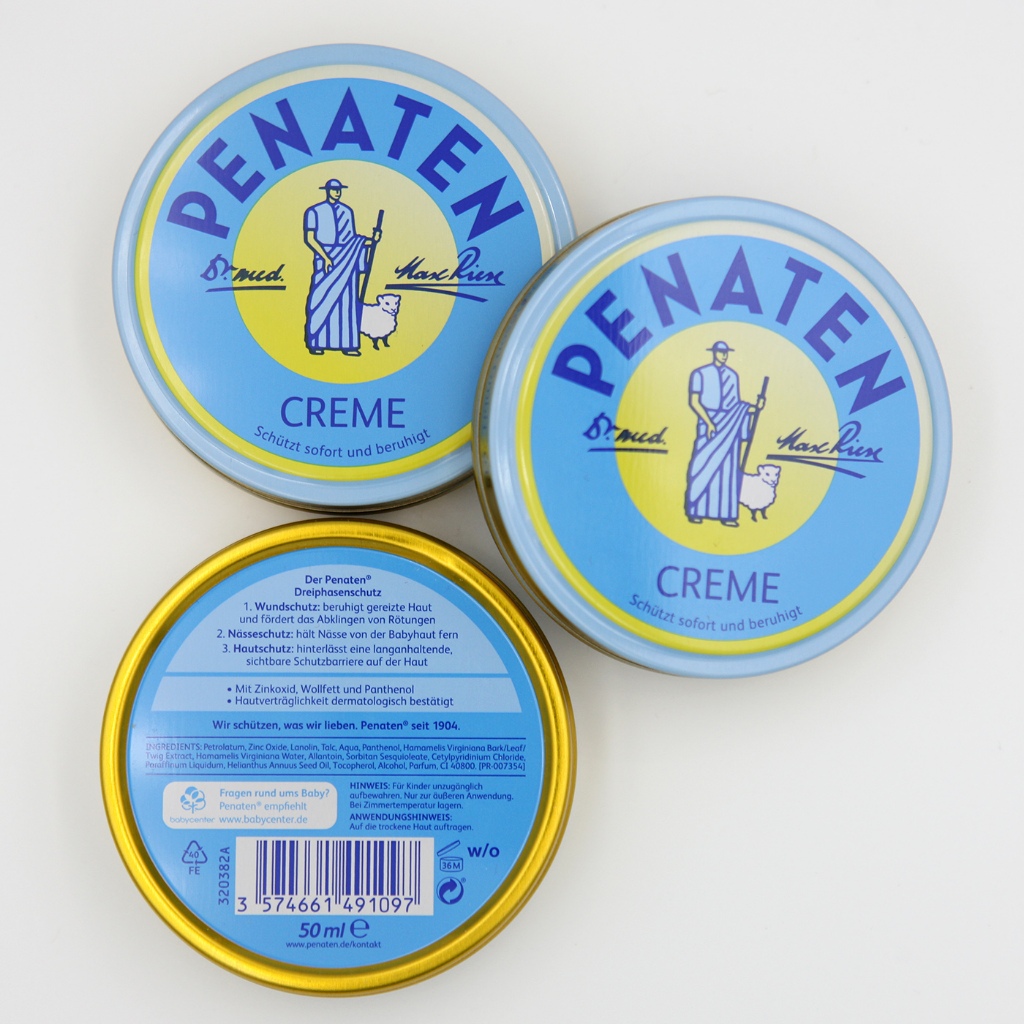 PENATEN
Dr. med. Max Riese
CREME
Schützt sofort und beruhigt
PENATEN
Dr. med. Max Riese
CREME
Schützt sofort und beruhigt
Der Penaten®
Dreiphasenschutz
1. Wundschutz: beruhigt gereizte Haut
und fördert das Abklingen von Rötungen
2. Nässeschutz: hält Nässe von der Babyhaut fern
3. Hautschutz: hinterlässt eine langanhaltende,
sichtbare Schutzbarriere auf der Haut
• Mit Zinkoxid, Wollfett und Panthenol
• Hautverträglichkeit dermatologisch bestätigt
Wir schützen, was wir lieben. Penaten® seit 1904.
INGREDIENTS: Petrolatum, Zinc Oxide, Lanolin, Talc, Aqua, Panthenol, Hamamelis Virginiana Bark/Leaf/
Twig Extract, Hamamelis Virginiana Water, Allantoin, Sorbitan Sesquioleate, Cetylpyridinium Chloride,
Paraffinum Liquidum, Helianthus Annuus Seed Oil, Tocopherol, Alcohol, Parfum, CI 40800. [PR-007354]
Fragen rund ums Baby?
Penaten® empfiehlt
www.babycenter.de
babycenter
HINWEIS: Für Kinder unzugänglich
aufbewahren. Nur zur äußeren Anwendung.
Bei Zimmertemperatur lagern.
ANWENDUNGSHINWEIS:
Auf die trockene Haut auftragen.
40
FE
320382A
3 574661 491097
36M
w/o
50 ml e
www.penaten.de/kontakt